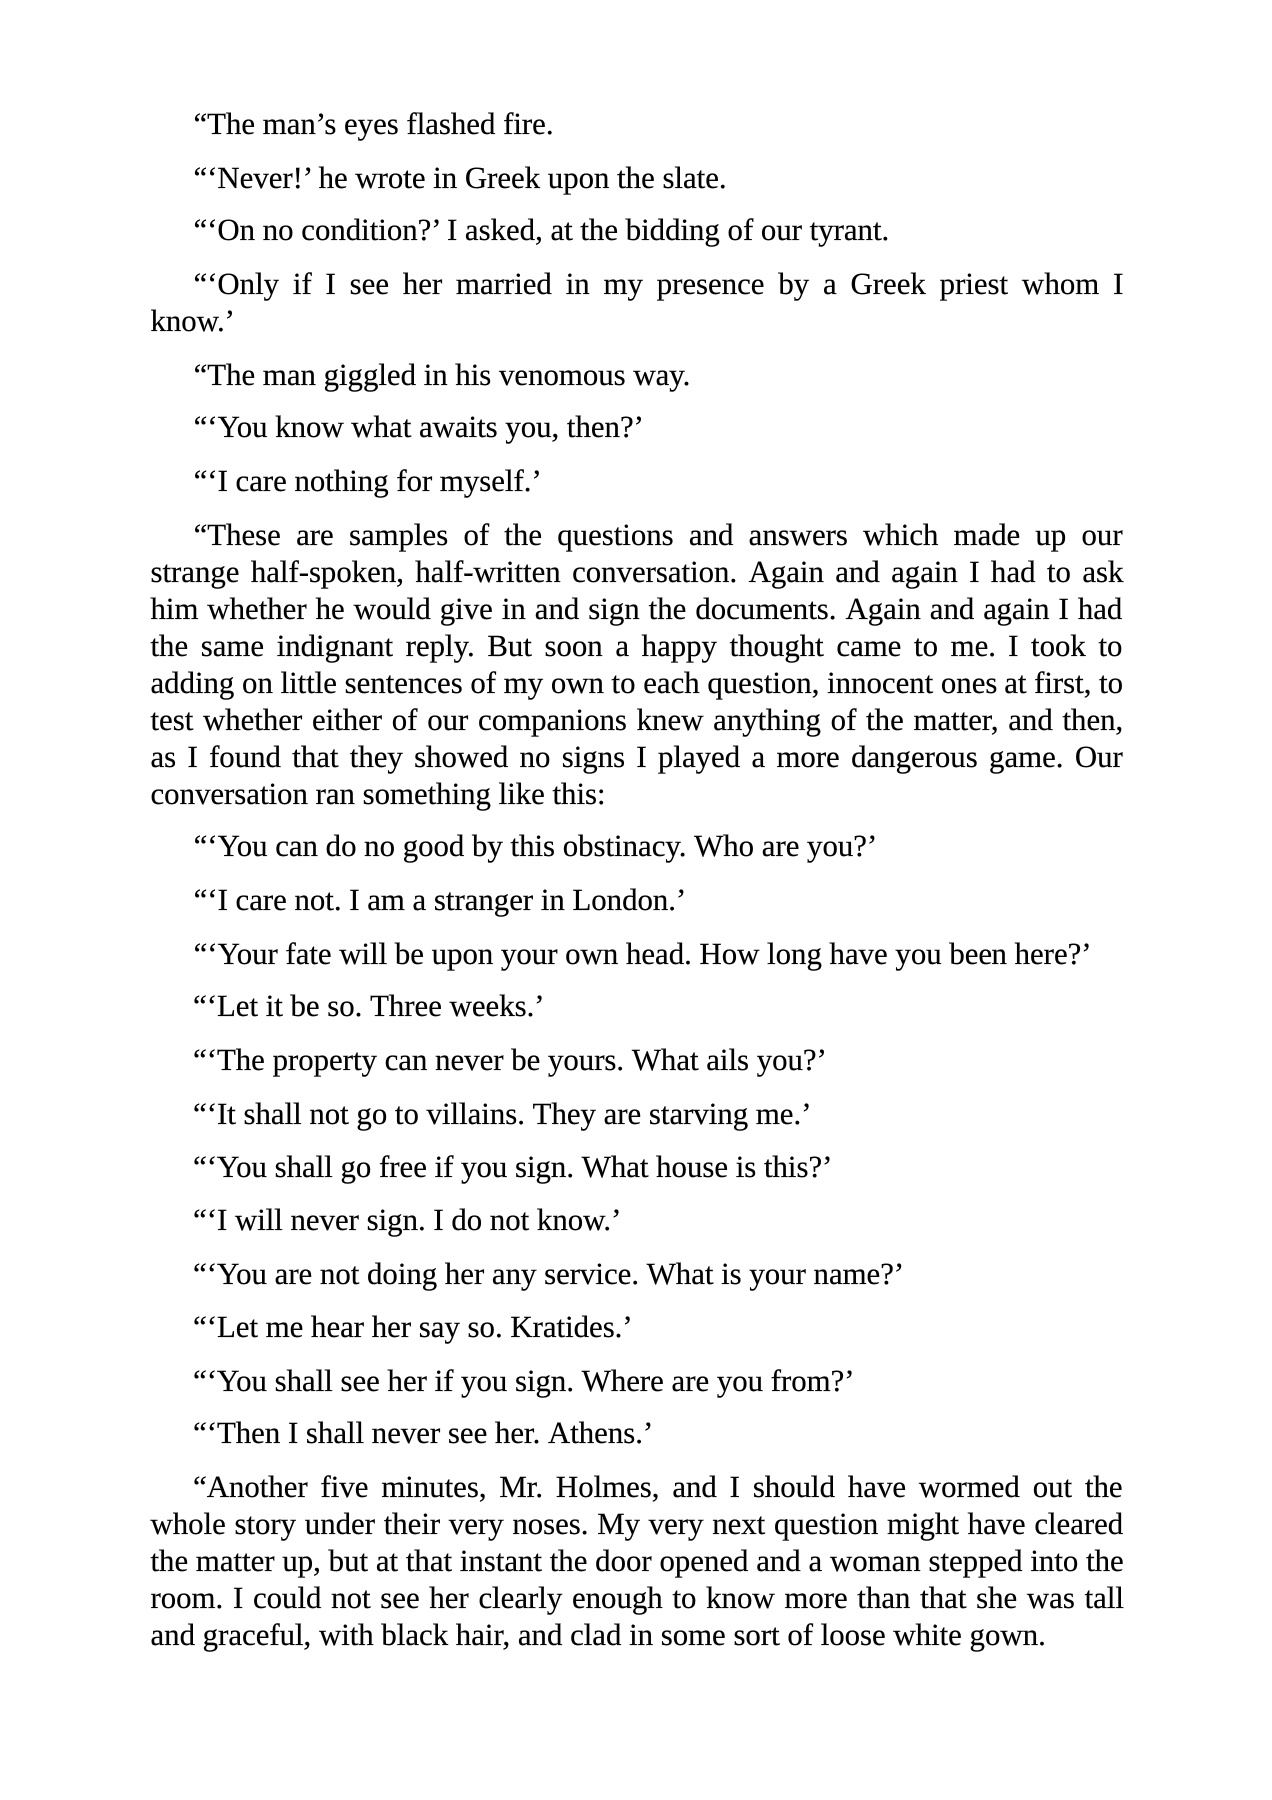 “The man’s eyes flashed fire.
“‘Never!’ he wrote in Greek upon the slate.
“‘On no condition?’ I asked, at the bidding of our tyrant.
“‘Only if I see her married in my presence by a Greek priest whom I
know.’
“The man giggled in his venomous way.
“‘You know what awaits you, then?’
“‘I care nothing for myself.’
“These are samples of the questions and answers which made up our
strange half-spoken, half-written conversation. Again and again I had to ask
him whether he would give in and sign the documents. Again and again I had
the same indignant reply. But soon a happy thought came to me. I took to
adding on little sentences of my own to each question, innocent ones at first, to
test whether either of our companions knew anything of the matter, and then,
as I found that they showed no signs I played a more dangerous game. Our
conversation ran something like this:
“‘You can do no good by this obstinacy. Who are you?’
“‘I care not. I am a stranger in London.’
“‘Your fate will be upon your own head. How long have you been here?’
“‘Let it be so. Three weeks.’
“‘The property can never be yours. What ails you?’
“‘It shall not go to villains. They are starving me.’
“‘You shall go free if you sign. What house is this?’
“‘I will never sign. I do not know.’
“‘You are not doing her any service. What is your name?’
“‘Let me hear her say so. Kratides.’
“‘You shall see her if you sign. Where are you from?’
“‘Then I shall never see her. Athens.’
“Another five minutes, Mr. Holmes, and I should have wormed out the
whole story under their very noses. My very next question might have cleared
the matter up, but at that instant the door opened and a woman stepped into the
room. I could not see her clearly enough to know more than that she was tall
and graceful, with black hair, and clad in some sort of loose white gown.